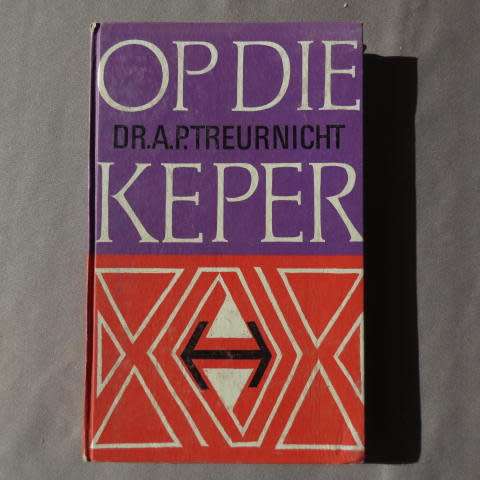 OP DIE
DR. A.P. TREURNICHT
KEPER